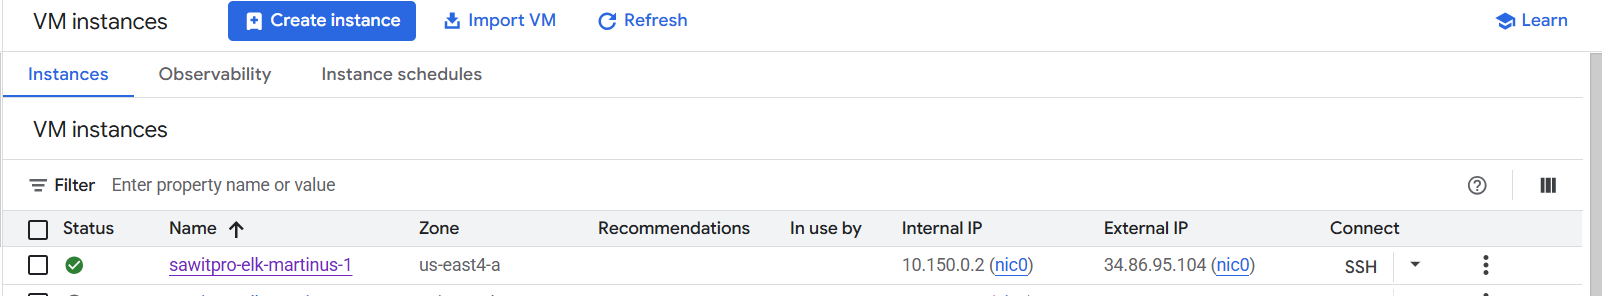 VM instances Create instance Import VM Refresh Learn
Instances Observability Instance schedules
VM instances
Filter Enter property name or value
Status Name Zone Recommendations In use by Internal IP External IP Connect
sawitpro-elk-martinus-1 us-east4-a 10.150.0.2 (nic0) 34.86.95.104 (nic0) SSH